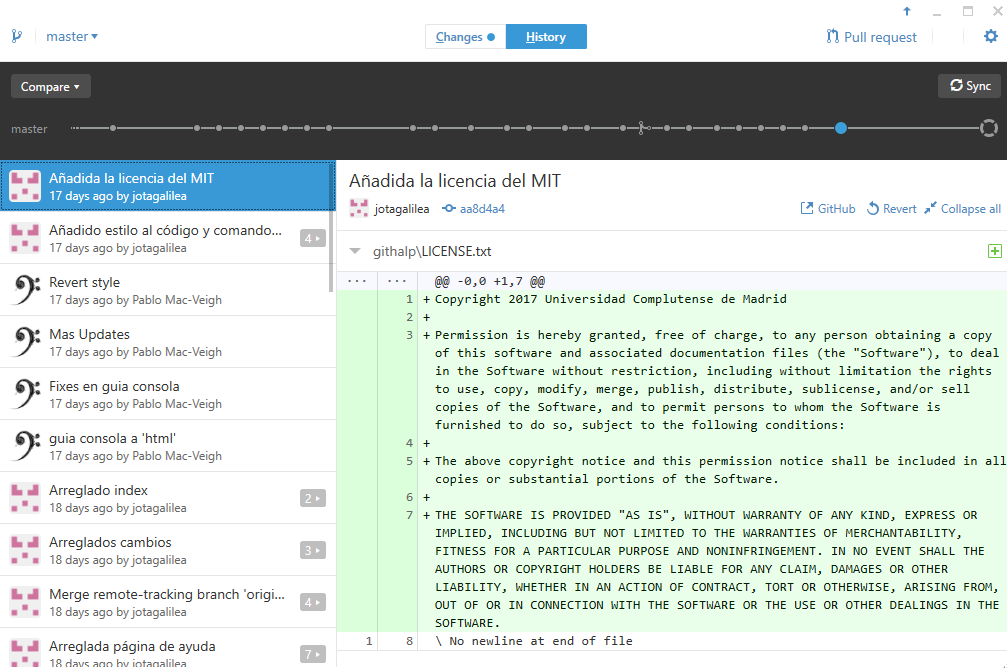 master
Changes
History
Pull request
Compare
Sync
master
Añadida la licencia del MIT
17 days ago by jotagalilea
Añadido estilo al código y comando...
17 days ago by jotagalilea
4
Revert style
17 days ago by Pablo Mac-Veigh
Mas Updates
17 days ago by Pablo Mac-Veigh
Fixes en guia consola
17 days ago by Pablo Mac-Veigh
guia consola a 'html'
17 days ago by Pablo Mac-Veigh
Arreglado index
18 days ago by jotagalilea
2
Arreglados cambios
18 days ago by jotagalilea
3
Merge remote-tracking branch 'origi...
18 days ago by jotagalilea
4
Arreglada página de ayuda
18 days ago by jotagalilea
7
Añadida la licencia del MIT
jotagalilea aa8d4a4
GitHub Revert Collapse all
githalp\LICENSE.txt
... ... @@ -0,0 +1,7 @@
1 +Copyright 2017 Universidad Complutense de Madrid
2 +
3 +Permission is hereby granted, free of charge, to any person obtaining a copy
of this software and associated documentation files (the "Software"), to deal
in the Software without restriction, including without limitation the rights
to use, copy, modify, merge, publish, distribute, sublicense, and/or sell
copies of the Software, and to permit persons to whom the Software is
furnished to do so, subject to the following conditions:
4 +
5 +The above copyright notice and this permission notice shall be included in all
copies or substantial portions of the Software.
6 +
7 +THE SOFTWARE IS PROVIDED "AS IS", WITHOUT WARRANTY OF ANY KIND, EXPRESS OR
IMPLIED, INCLUDING BUT NOT LIMITED TO THE WARRANTIES OF MERCHANTABILITY,
FITNESS FOR A PARTICULAR PURPOSE AND NONINFRINGEMENT. IN NO EVENT SHALL THE
AUTHORS OR COPYRIGHT HOLDERS BE LIABLE FOR ANY CLAIM, DAMAGES OR OTHER
LIABILITY, WHETHER IN AN ACTION OF CONTRACT, TORT OR OTHERWISE, ARISING FROM,
OUT OF OR IN CONNECTION WITH THE SOFTWARE OR THE USE OR OTHER DEALINGS IN THE
SOFTWARE.
1 8 \ No newline at end of file